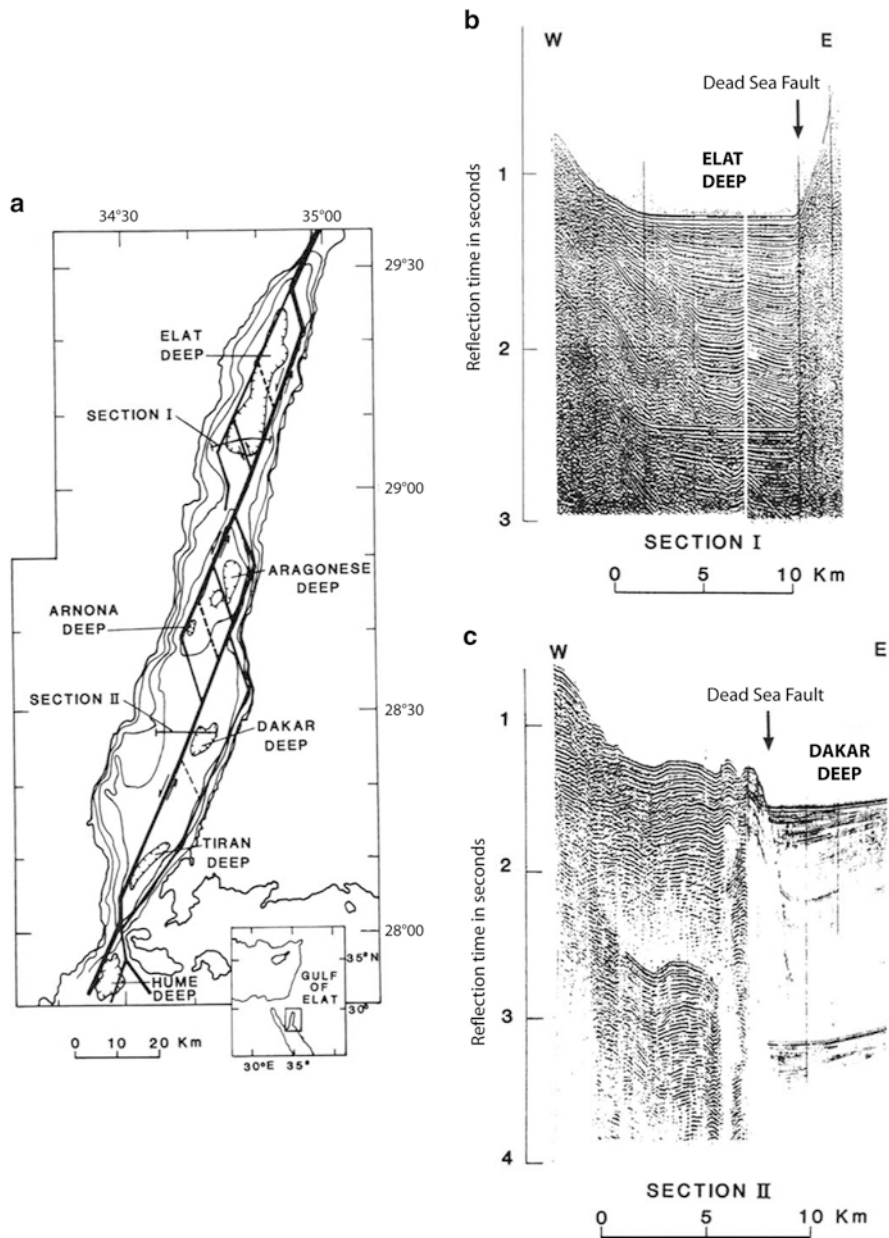 a
34°30
35°00
29°30
ELAT
DEEP
SECTION I
29°00
ARAGONESE
DEEP
ARNONA
DEEP
SECTION II
28°30
DAKAR
DEEP
TIRAN
DEEP
28°00
HUME
DEEP
GULF
OF
ELAT
35°N
30°
30°E 35°
0 10 20 Km
b
W
E
Dead Sea Fault
ELAT
DEEP
Reflection time in seconds
1
2
3
SECTION I
0 5 10 Km
c
W
E
Dead Sea Fault
DAKAR
DEEP
Reflection time in seconds
1
2
3
4
SECTION II
0 5 10 Km